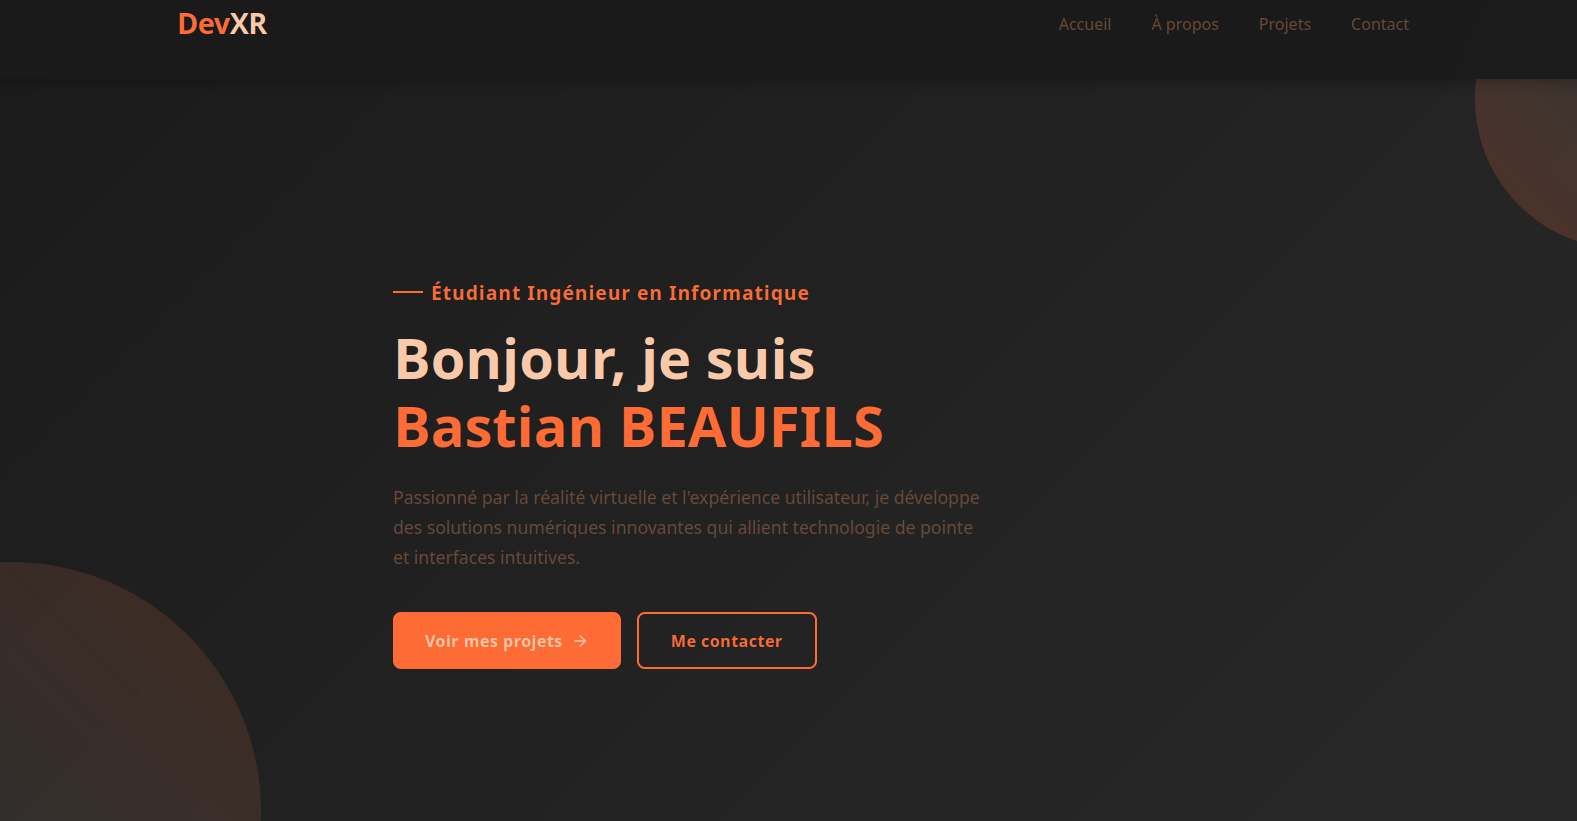 DevXR
Accueil À propos Projets Contact
Étudiant Ingénieur en Informatique
Bonjour, je suis
Bastian BEAUFILS
Passionné par la réalité virtuelle et l'expérience utilisateur, je développe
des solutions numériques innovantes qui allient technologie de pointe
et interfaces intuitives.
Voir mes projets →
Me contacter